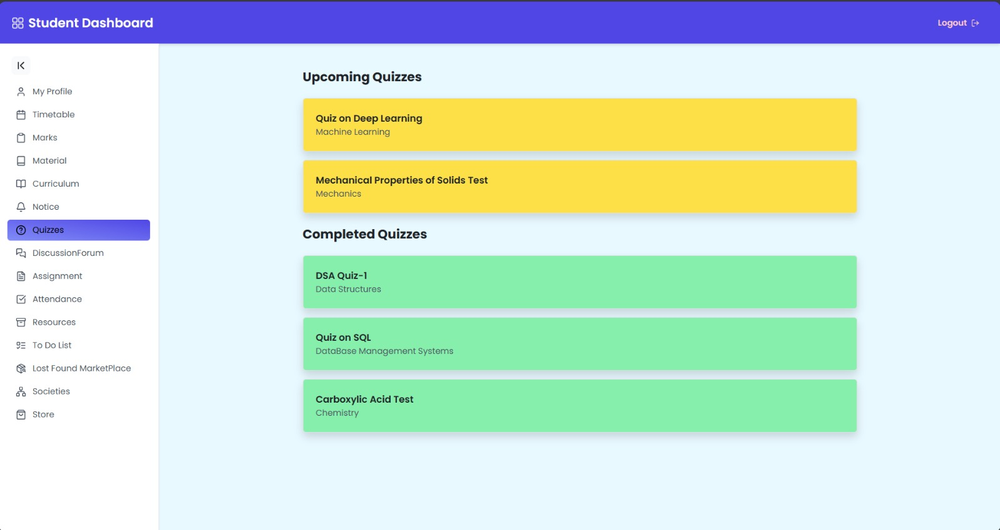 Student Dashboard
Logout
My Profile
Timetable
Marks
Material
Curriculum
Notice
Quizzes
DiscussionForum
Assignment
Attendance
Resources
To Do List
Lost Found MarketPlace
Societies
Store
Upcoming Quizzes
Quiz on Deep Learning
Machine Learning
Mechanical Properties of Solids Test
Mechanics
Completed Quizzes
DSA Quiz-1
Data Structures
Quiz on SQL
DataBase Management Systems
Carboxylic Acid Test
Chemistry